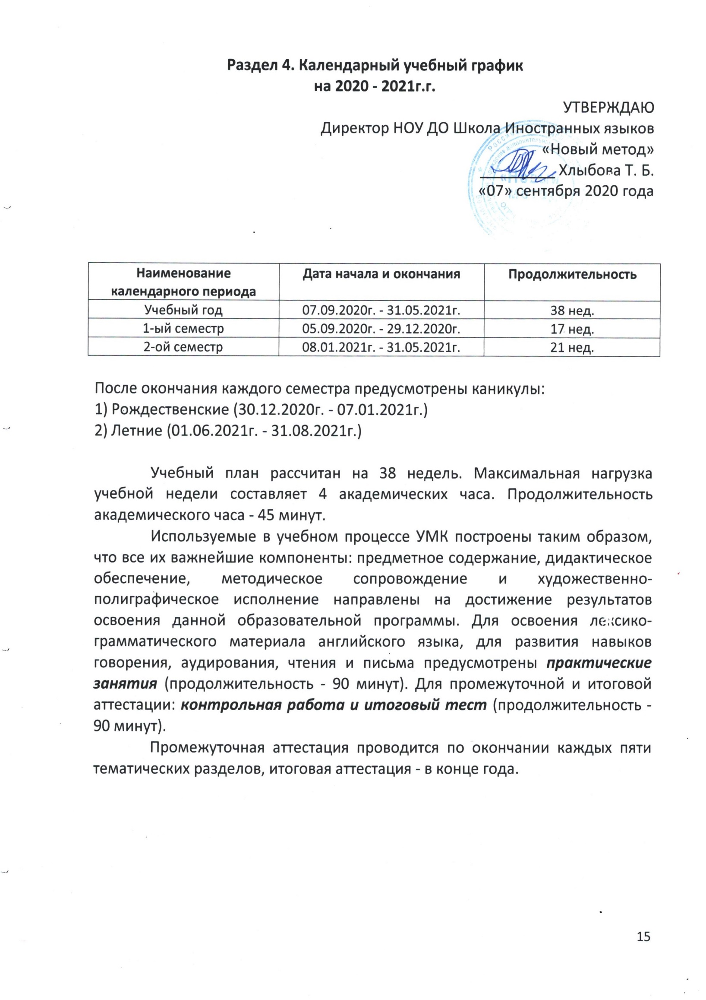 Раздел 4. Календарный учебный график
на 2020 - 2021г.г.
УТВЕРЖДАЮ
Директор НОУ ДО Школа Иностранных языков
«Новый метод»
Хлыбова Т. Б.
«07» сентября 2020 года
Наименование календарного периода Дата начала и окончания Продолжительность
Учебный год 07.09.2020г. - 31.05.2021г. 38 нед.
1-ый семестр 05.09.2020г. - 29.12.2020г. 17 нед.
2-ой семестр 08.01.2021г. - 31.05.2021г. 21 нед.
После окончания каждого семестра предусмотрены каникулы:
1) Рождественские (30.12.2020г. - 07.01.2021г.)
2) Летние (01.06.2021г. - 31.08.2021г.)
Учебный план рассчитан на 38 недель. Максимальная нагрузка
учебной недели составляет 4 академических часа. Продолжительность
академического часа - 45 минут.
Используемые в учебном процессе УМК построены таким образом,
что все их важнейшие компоненты: предметное содержание, дидактическое
обеспечение, методическое сопровождение и художественно-
полиграфическое исполнение направлены на достижение результатов
освоения данной образовательной программы. Для освоения лексико-
грамматического материала английского языка, для развития навыков
говорения, аудирования, чтения и письма предусмотрены практические
занятия (продолжительность - 90 минут). Для промежуточной и итоговой
аттестации: контрольная работа и итоговый тест (продолжительность -
90 минут).
Промежуточная аттестация проводится по окончании каждых пяти
тематических разделов, итоговая аттестация - в конце года.
15